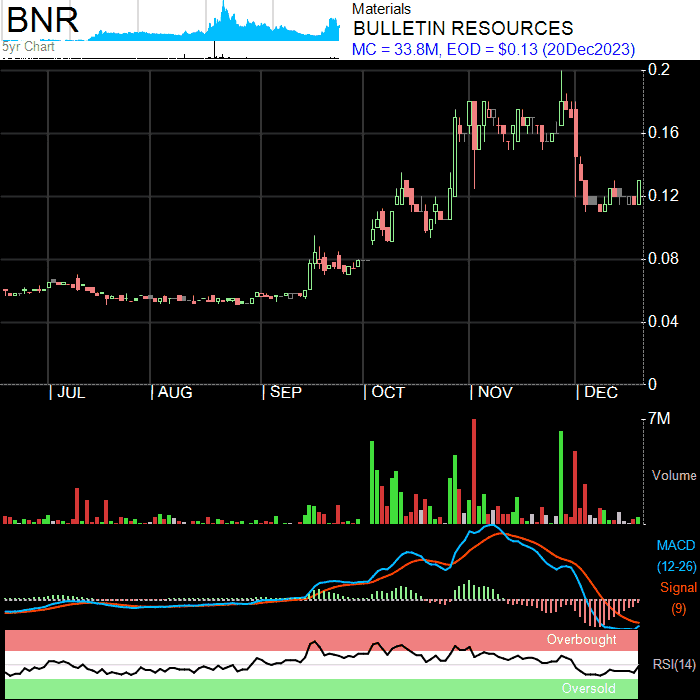 BNR
5yr Chart
Materials
BULLETIN RESOURCES
MC = 33.8M, EOD = $0.13 (20Dec2023)
0.2
0.16
0.12
0.08
0.04
0
JUL
AUG
SEP
OCT
NOV
DEC
7M
Volume
MACD
(12-26)
Signal
(9)
Overbought
RSI(14)
Oversold